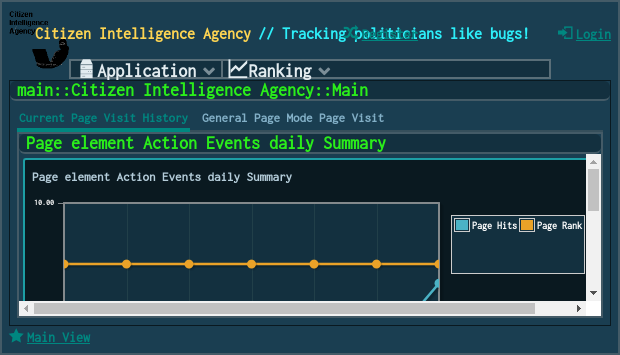 Citizen
Intelligence
Agency
Citizen Intelligence Agency // Tracking politicians like bugs!
Register
Login
Application
Ranking
main::Citizen Intelligence Agency::Main
Current Page Visit History
General Page Mode Page Visit
Page element Action Events daily Summary
Page element Action Events daily Summary
10.00
Page Hits
Page Rank
Main View